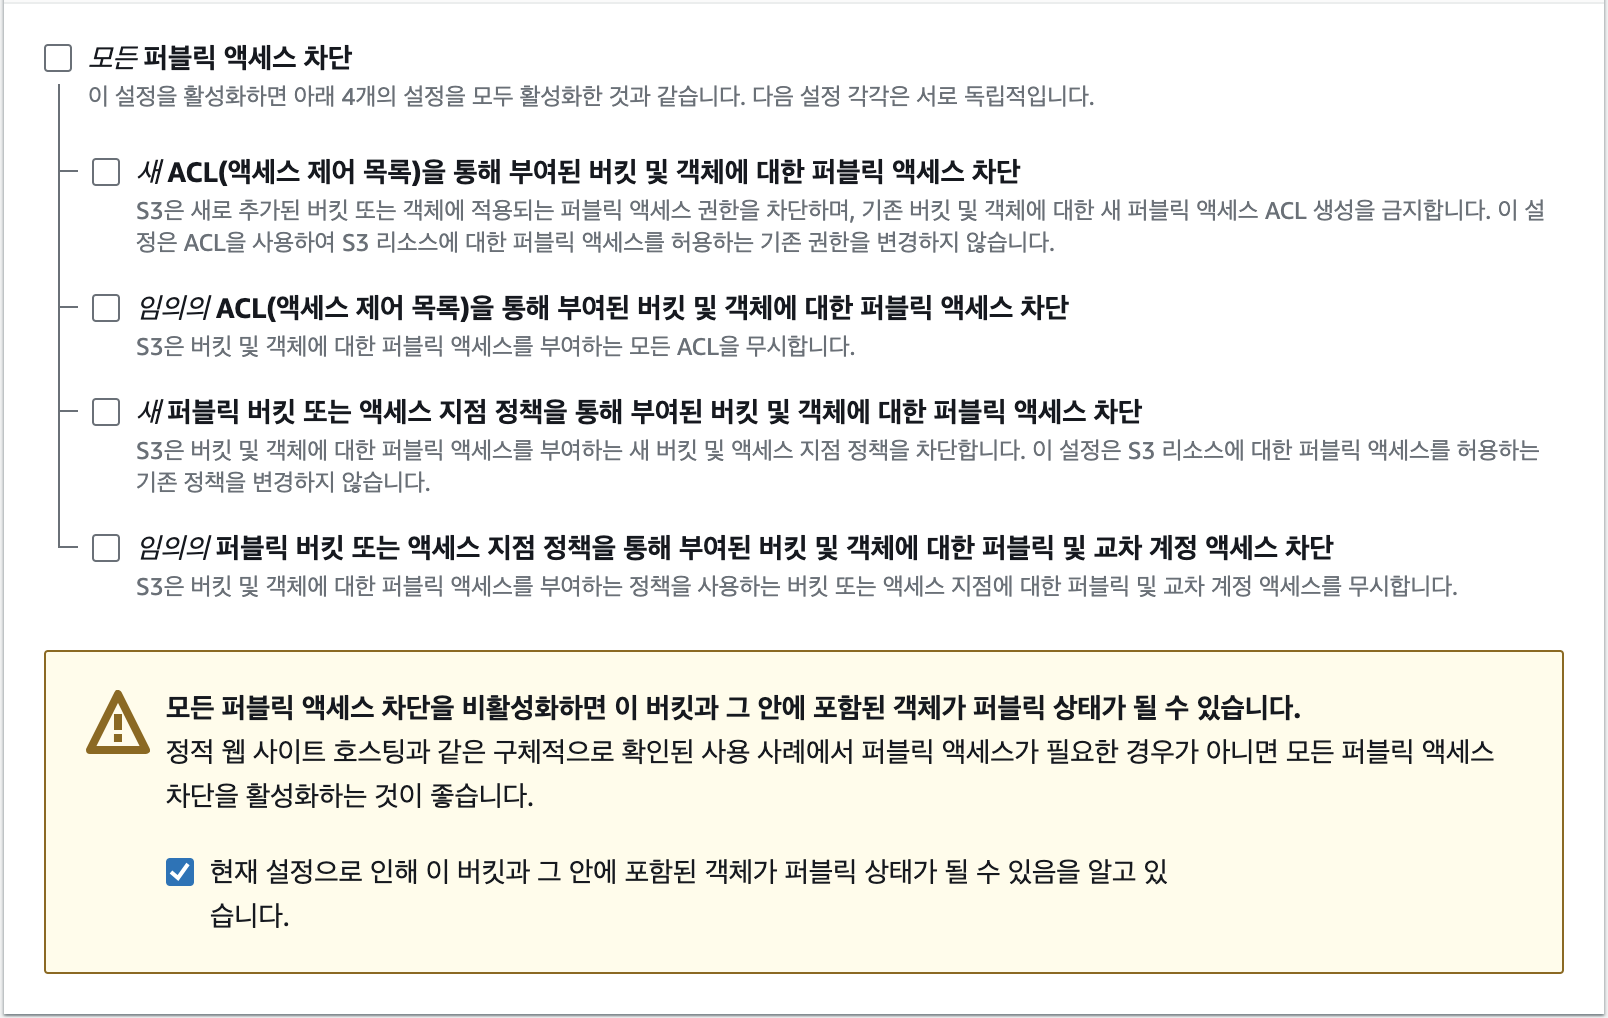 모든 퍼블릭 액세스 차단
이 설정을 활성화하면 아래 4개의 설정을 모두 활성화한 것과 같습니다. 다음 설정 각각은 서로 독립적입니다.
새 ACL(액세스 제어 목록)을 통해 부여된 버킷 및 객체에 대한 퍼블릭 액세스 차단
S3은 새로 추가된 버킷 또는 객체에 적용되는 퍼블릭 액세스 권한을 차단하며, 기존 버킷 및 객체에 대한 새 퍼블릭 액세스 ACL 생성을 금지합니다. 이 설
정은 ACL을 사용하여 S3 리소스에 대한 퍼블릭 액세스를 허용하는 기존 권한을 변경하지 않습니다.
임의의 ACL(액세스 제어 목록)을 통해 부여된 버킷 및 객체에 대한 퍼블릭 액세스 차단
S3은 버킷 및 객체에 대한 퍼블릭 액세스를 부여하는 모든 ACL을 무시합니다.
새 퍼블릭 버킷 또는 액세스 지점 정책을 통해 부여된 버킷 및 객체에 대한 퍼블릭 액세스 차단
S3은 버킷 및 객체에 대한 퍼블릭 액세스를 부여하는 새 버킷 및 액세스 지점 정책을 차단합니다. 이 설정은 S3 리소스에 대한 퍼블릭 액세스를 허용하는
기존 정책을 변경하지 않습니다.
임의의 퍼블릭 버킷 또는 액세스 지점 정책을 통해 부여된 버킷 및 객체에 대한 퍼블릭 및 교차 계정 액세스 차단
S3은 버킷 및 객체에 대한 퍼블릭 액세스를 부여하는 정책을 사용하는 버킷 또는 액세스 지점에 대한 퍼블릭 및 교차 계정 액세스를 무시합니다.
모든 퍼블릭 액세스 차단을 비활성화하면 이 버킷과 그 안에 포함된 객체가 퍼블릭 상태가 될 수 있습니다.
정적 웹 사이트 호스팅과 같은 구체적으로 확인된 사용 사례에서 퍼블릭 액세스가 필요한 경우가 아니면 모든 퍼블릭 액세스
차단을 활성화하는 것이 좋습니다.
현재 설정으로 인해 이 버킷과 그 안에 포함된 객체가 퍼블릭 상태가 될 수 있음을 알고 있
습니다.